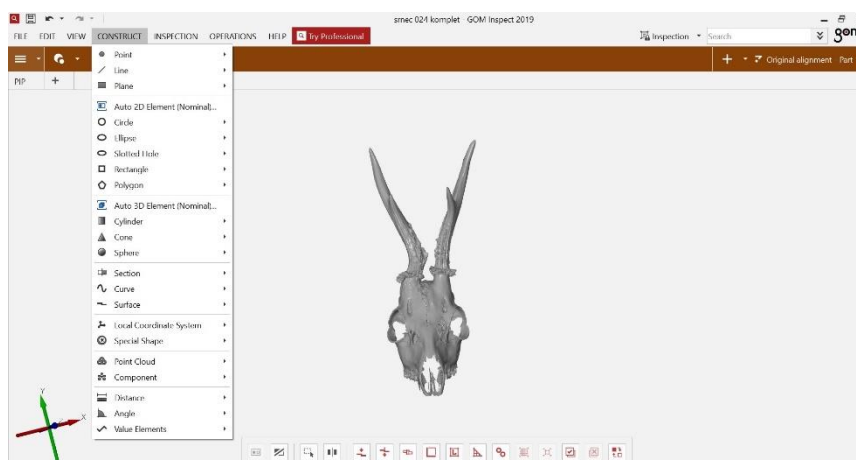 srnec 024 komplet - GOM Inspect 2019
FILE EDIT VIEW CONSTRUCT INSPECTION OPERATIONS HELP Try Professional Inspection Search gom
Original alignment Part
PIP +
Point
Line
Plane
Auto 2D Element (Nominal)...
Circle
Ellipse
Slotted Hole
Rectangle
Polygon
Auto 3D Element (Nominal)...
Cylinder
Cone
Sphere
Section
Curve
Surface
Local Coordinate System
Special Shape
Point Cloud
Component
Distance
Angle
Value Elements
Y
X